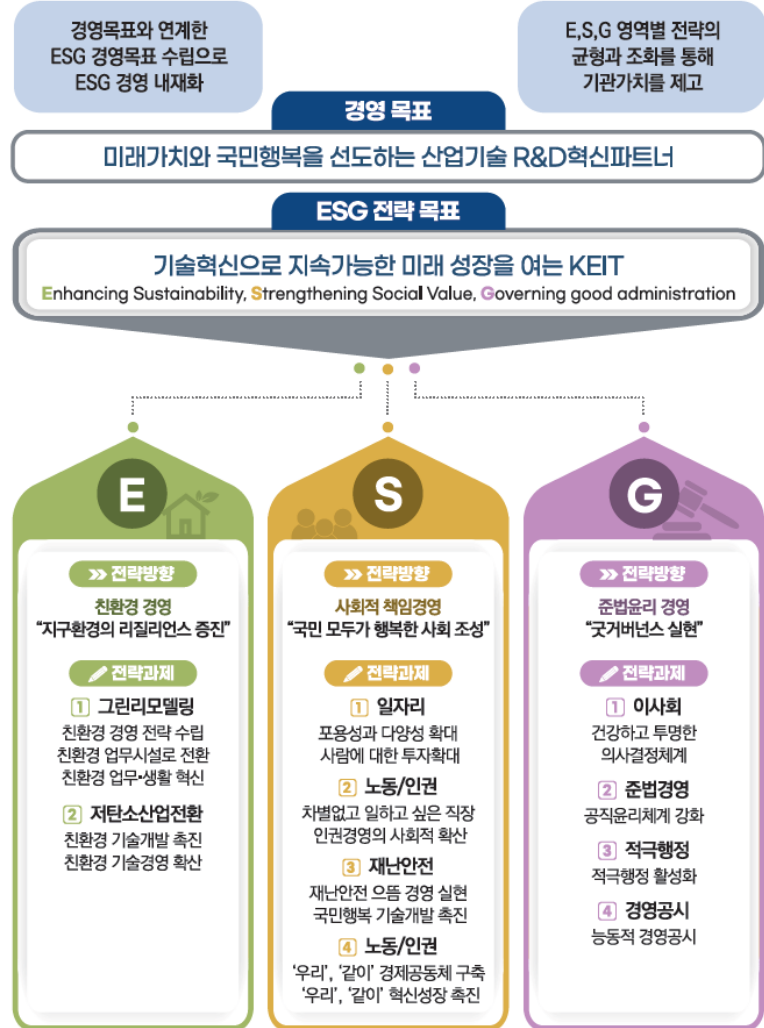 경영목표와 연계한
ESG 경영목표 수립으로
ESG 경영 내재화
E,S,G 영역별 전략의
균형과 조화를 통해
기관가치를 제고
경영 목표
미래가치와 국민행복을 선도하는 산업기술 R&D혁신파트너
ESG 전략 목표
기술혁신으로 지속가능한 미래 성장을 여는 KEIT
Enhancing Sustainability, Strengthening Social Value, Governing good administration
E
전략방향
친환경 경영
“지구환경의 리질리언스 증진”
전략과제
1 그린리모델링
친환경 경영 전략 수립
친환경 업무시설로 전환
친환경 업무•생활 혁신
2 저탄소산업전환
친환경 기술개발 촉진
친환경 기술경영 확산
S
전략방향
사회적 책임경영
“국민 모두가 행복한 사회 조성”
전략과제
1 일자리
포용성과 다양성 확대
사람에 대한 투자확대
2 노동/인권
차별없고 일하고 싶은 직장
인권경영의 사회적 확산
3 재난안전
재난안전 으뜸 경영 실현
국민행복 기술개발 촉진
4 노동/인권
‘우리’, ‘같이’ 경제공동체 구축
‘우리’, ‘같이’ 혁신성장 촉진
G
전략방향
준법윤리 경영
“굿거버넌스 실현”
전략과제
1 이사회
건강하고 투명한
의사결정체계
2 준법경영
공직윤리체계 강화
3 적극행정
적극행정 활성화
4 경영공시
능동적 경영공시